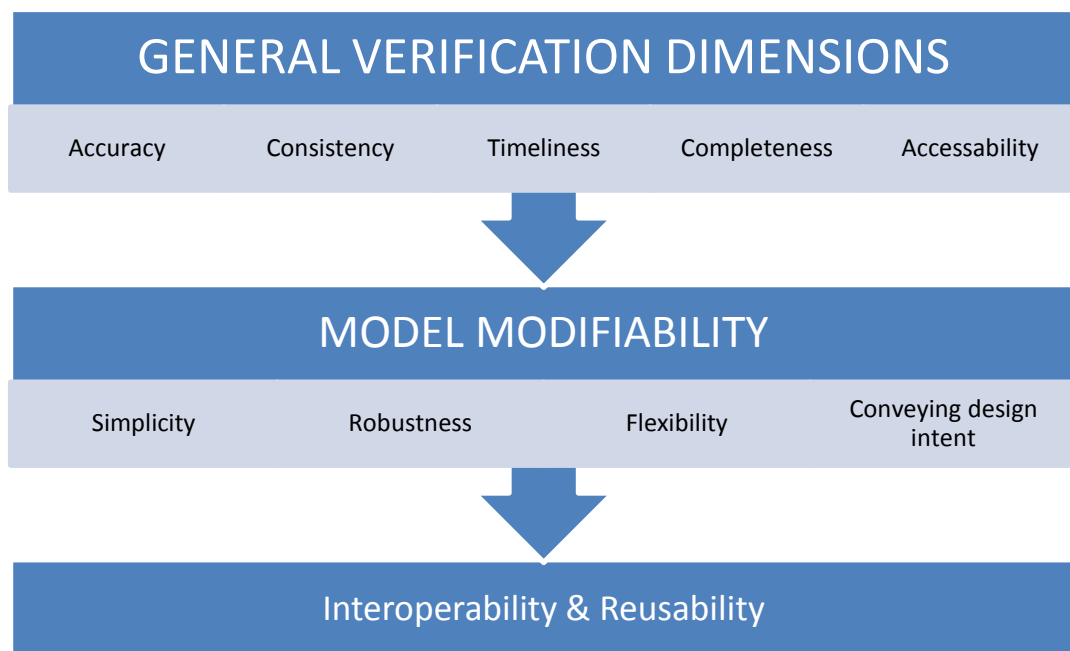 GENERAL VERIFICATION DIMENSIONS
Accuracy Consistency Timeliness Completeness Accessability
MODEL MODIFIABILITY
Simplicity Robustness Flexibility Conveying design
intent
Interoperability & Reusability